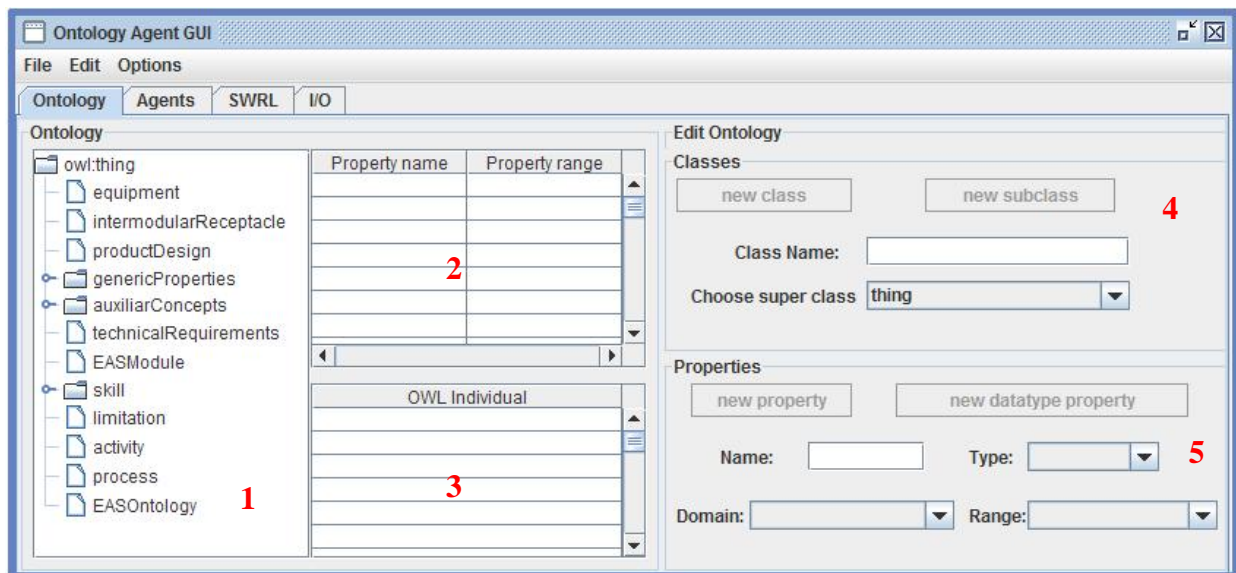 Ontology Agent GUI
File Edit Options
Ontology Agents SWRL I/O
Ontology
owl:thing
equipment
intermodularReceptacle
productDesign
genericProperties
auxiliarConcepts
technicalRequirements
EASModule
skill
limitation
activity
process
EASOntology
1
Property name Property range
2
OWL Individual
3
Edit Ontology
Classes
new class new subclass
4
Class Name:
Choose super class thing
Properties
new property new datatype property
Name: Type:
5
Domain: Range: